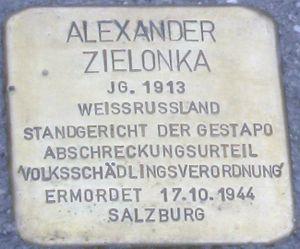 ALEXANDER
ZIELONKA
JG. 1913
WEISSRUSSLAND
STANDGERICHT DER GESTAPO
ABSCHRECKUNGSURTEIL
'VOLKSSCHÄDLINGSVERORDNUNG'
ERMORDET 17.10.1944
SALZBURG